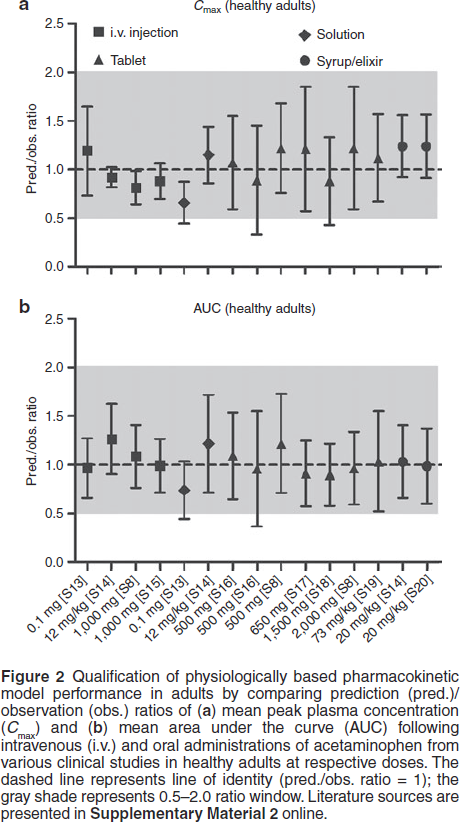 a
Cmax (healthy adults)
2.5
i.v. injection
Solution
Tablet
Syrup/elixir
2.0
1.5
1.0
0.5
0.0
Pred./obs. ratio
b
AUC (healthy adults)
2.5
2.0
1.5
1.0
0.5
0.0
Pred./obs. ratio
0.1 mg [S13]
12 mg/kg [S14]
1,000 mg [S8]
1,000 mg [S15]
0.1 mg [S13]
12 mg/kg [S14]
500 mg [S16]
500 mg [S16]
500 mg [S8]
650 mg [S17]
1,500 mg [S18]
2,000 mg [S8]
73 mg/kg [S19]
20 mg/kg [S14]
20 mg/kg [S20]
Figure 2 Qualification of physiologically based pharmacokinetic
model performance in adults by comparing prediction (pred.)/
observation (obs.) ratios of (a) mean peak plasma concentration
(Cmax) and (b) mean area under the curve (AUC) following
intravenous (i.v.) and oral administrations of acetaminophen from
various clinical studies in healthy adults at respective doses. The
dashed line represents line of identity (pred./obs. ratio = 1); the
gray shade represents 0.5–2.0 ratio window. Literature sources are
presented in Supplementary Material 2 online.